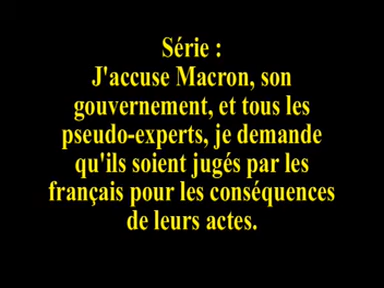 Série :
J'accuse Macron, son
gouvernement, et tous les
pseudo-experts, je demande
qu'ils soient jugés par les
français pour les conséquences
de leurs actes.